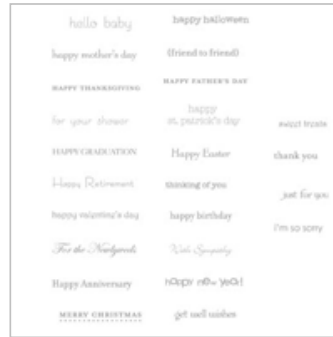 hello baby
happy mother's day
HAPPY THANKSGIVING
for your shower
HAPPY GRADUATION
Happy Retirement
happy valentine's day
For the Newlyweds
Happy Anniversary
MERRY CHRISTMAS
happy halloween
(friend to friend)
HAPPY FATHER'S DAY
happy
st. patrick's day
Happy Easter
thinking of you
happy birthday
With Sympathy
happy new year!
get well wishes
sweet treats
thank you
just for you
i'm so sorry